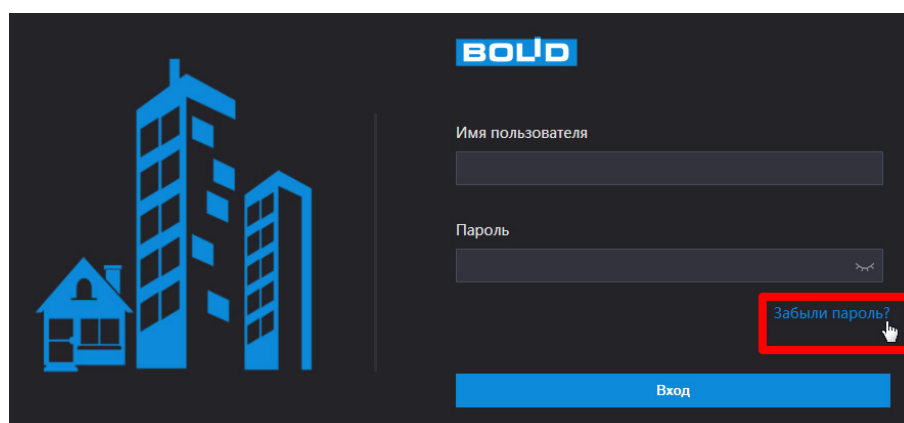 BOLID
Имя пользователя
Пароль
Забыли пароль?
Вход